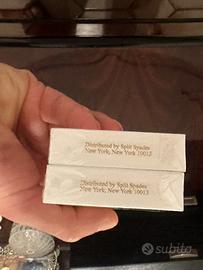 Distributed by Split Spades
New York, New York 10013
Distributed by Split Spades
New York, New York 10013
subito